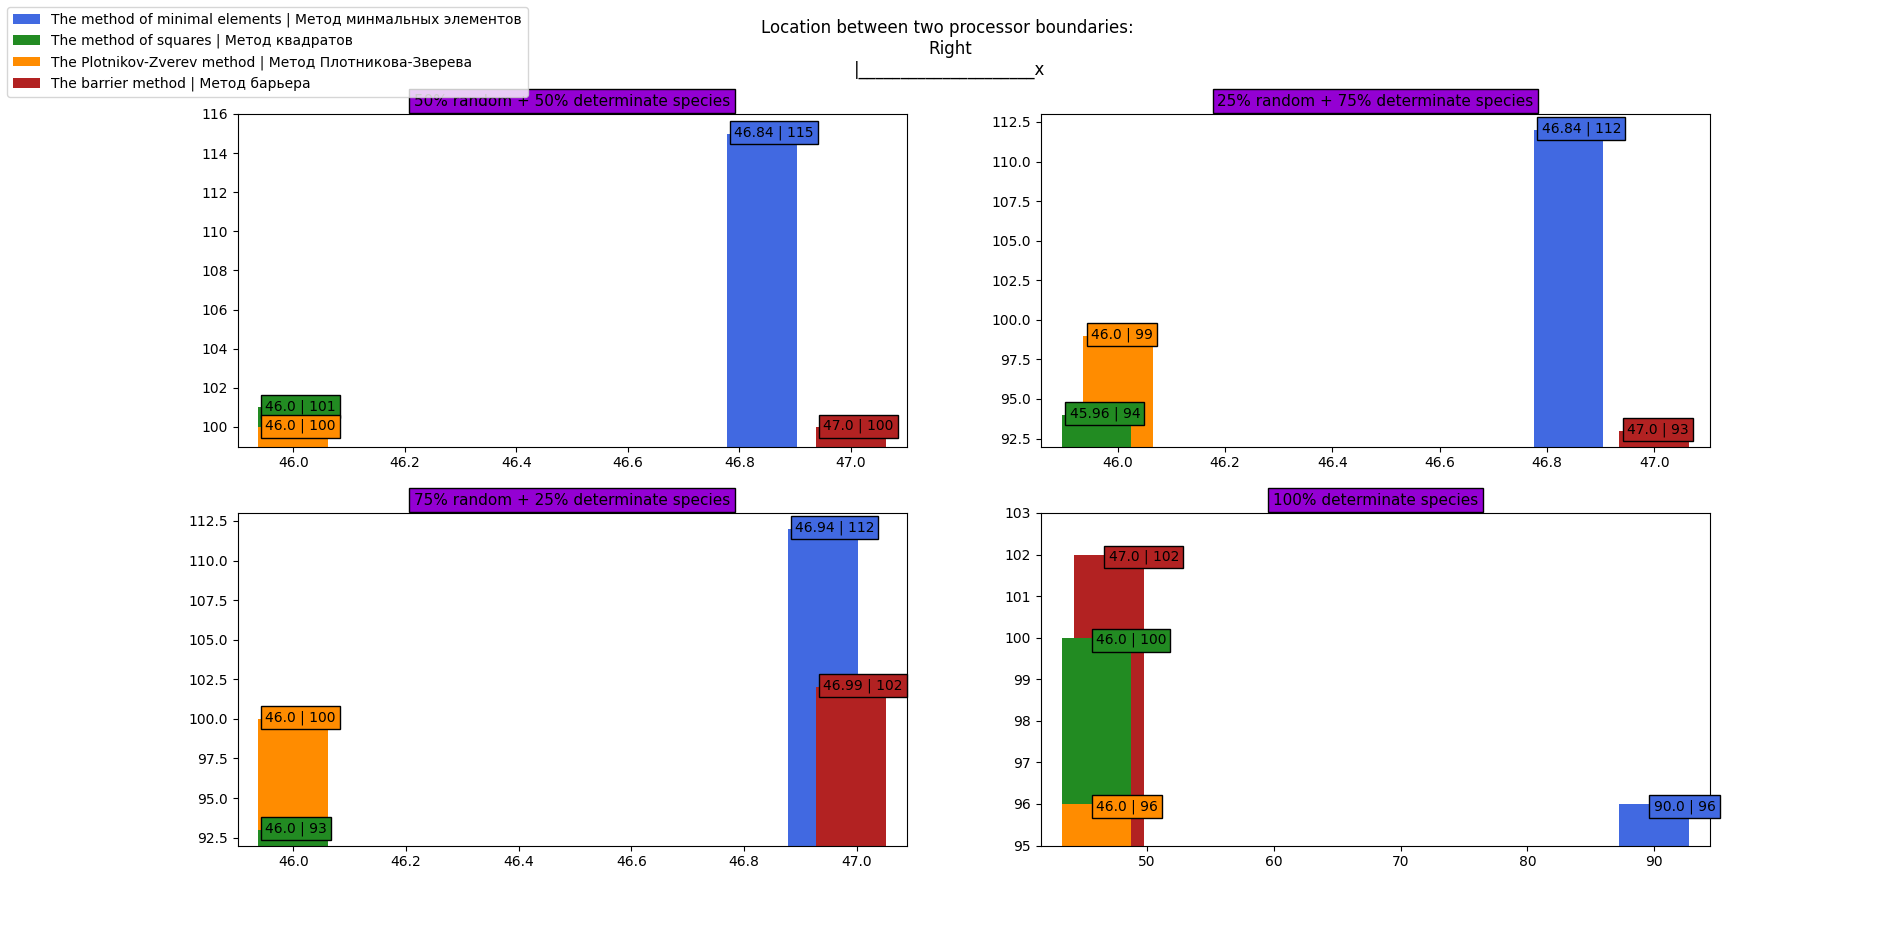 The method of minimal elements | Метод минмальных элементов
The method of squares | Метод квадратов
The Plotnikov-Zverev method | Метод Плотникова-Зверева
The barrier method | Метод барьера
Location between two processor boundaries:
Right
|_____________________x
50% random + 50% determinate species
116
114
112
110
108
106
104
102
100
46.84 | 115
46.0 | 101
46.0 | 100
47.0 | 100
46.0 46.2 46.4 46.6 46.8 47.0
25% random + 75% determinate species
112.5
110.0
107.5
105.0
102.5
100.0
97.5
95.0
92.5
46.84 | 112
46.0 | 99
45.96 | 94
47.0 | 93
46.0 46.2 46.4 46.6 46.8 47.0
75% random + 25% determinate species
112.5
110.0
107.5
105.0
102.5
100.0
97.5
95.0
92.5
46.94 | 112
46.99 | 102
46.0 | 100
46.0 | 93
46.0 46.2 46.4 46.6 46.8 47.0
100% determinate species
103
102
101
100
99
98
97
96
95
47.0 | 102
46.0 | 100
46.0 | 96
90.0 | 96
50 60 70 80 90